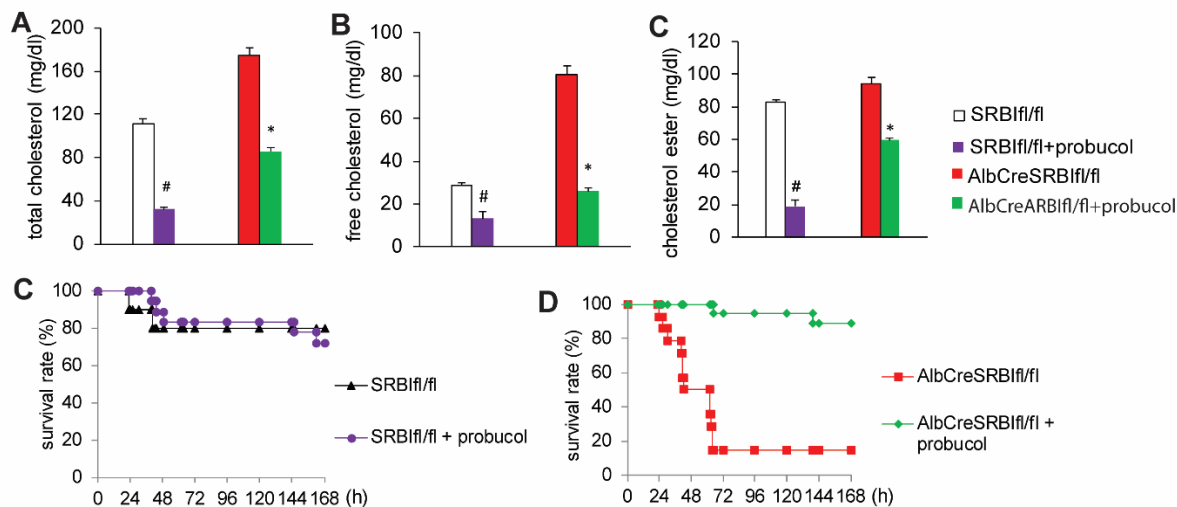 A
total cholesterol (mg/dl)
200
160
120
80
40
0
#
*
B
free cholesterol (mg/dl)
100
80
60
40
20
0
#
*
C
cholesterol ester (mg/dl)
120
100
80
60
40
20
0
#
*
SRBIfl/fl
SRBIfl/fl+probucol
AlbCreSRBIfl/fl
AlbCreARBIfl/fl+probucol
C
survival rate (%)
100
80
60
40
20
0
0 24 48 72 96 120 144 168 (h)
SRBIfl/fl
SRBIfl/fl + probucol
D
survival rate (%)
100
80
60
40
20
0
0 24 48 72 96 120 144 168 (h)
AlbCreSRBIfl/fl
AlbCreSRBIfl/fl +
probucol